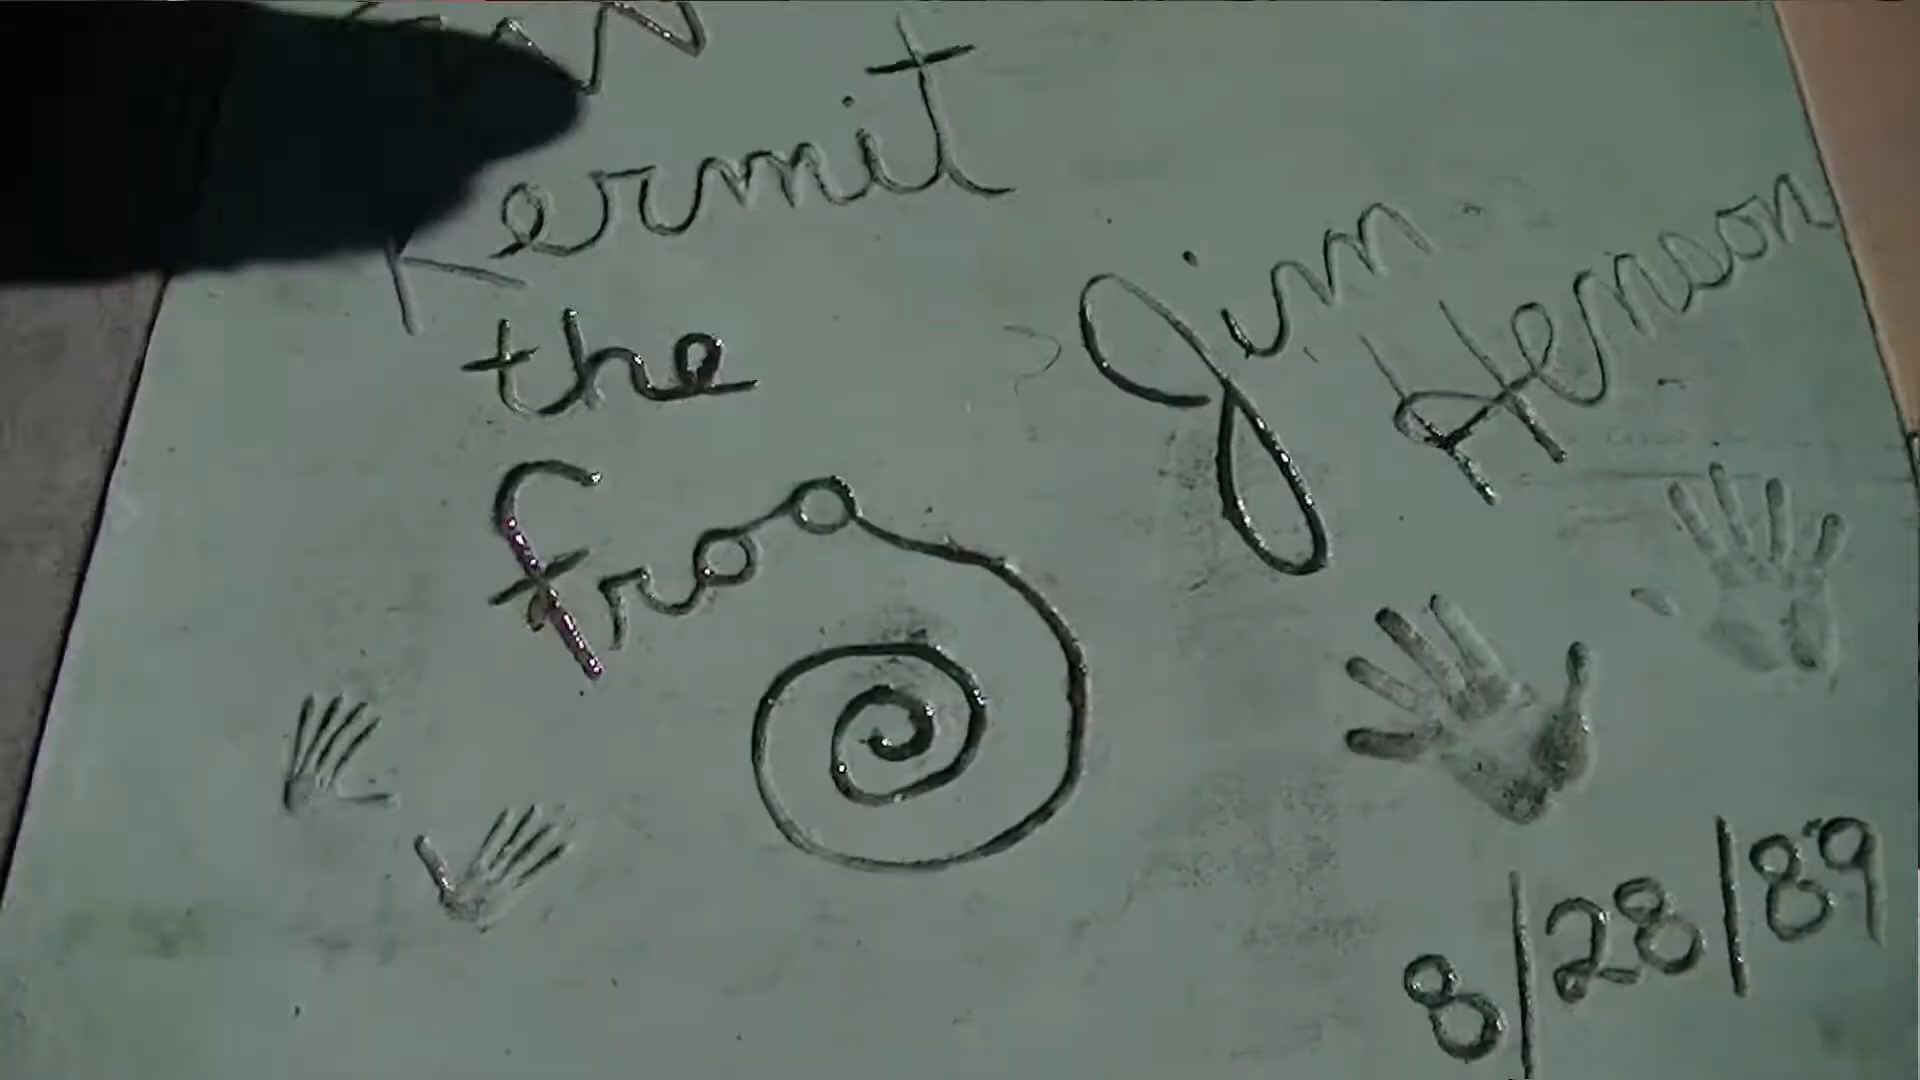 Kermit
the
frog
Jim
Henson
8/28/89